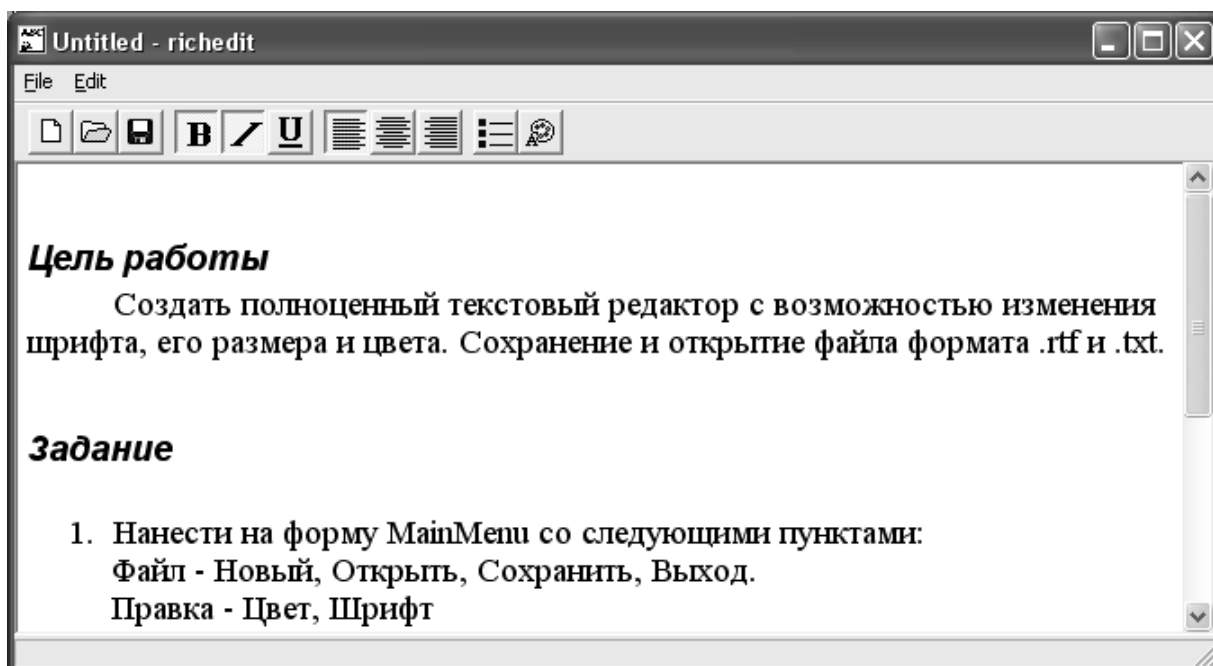 Untitled - richedit
File Edit
B I U
Цель работы
Создать полноценный текстовый редактор с возможностью изменения
шрифта, его размера и цвета. Сохранение и открытие файла формата .rtf и .txt.
Задание
1. Нанести на форму MainMenu со следующими пунктами:
Файл - Новый, Открыть, Сохранить, Выход.
Правка - Цвет, Шрифт